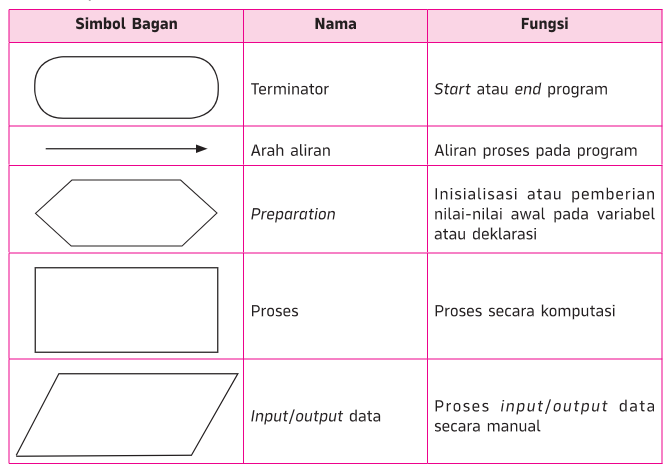 Simbol Bagan Nama Fungsi
Terminator Start atau end program
Arah aliran Aliran proses pada program
Preparation
Inisialisasi atau pemberian
nilai-nilai awal pada variabel
atau deklarasi
Proses Proses secara komputasi
Input/output data
Proses input/output data
secara manual